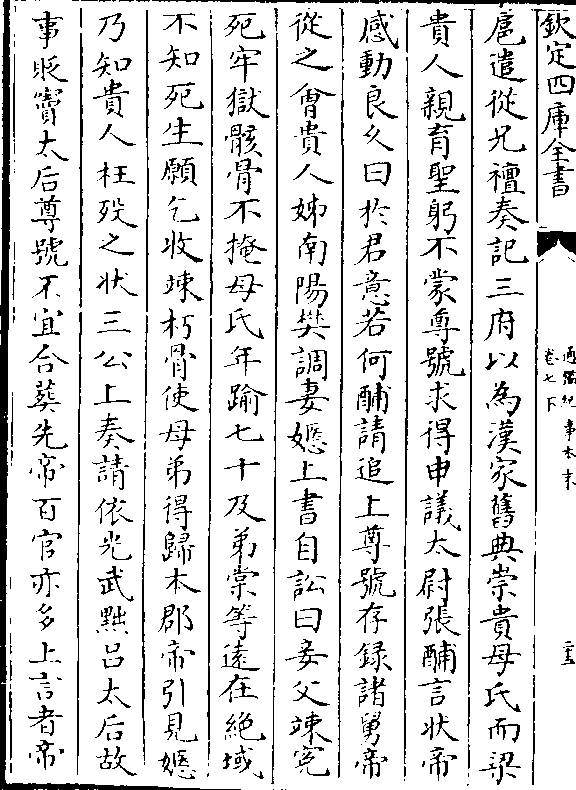 欽定四庫全書
扈遣從兄襢奏記三府以為漢家舊典崇貴母氏而梁
貴人親育聖躬不蒙尊號求得申議太尉張酺言狀帝
感動良久曰於君意若何酺請追上尊號存録諸舅帝
從之會貴人姊南陽樊調妻嫕上書自訟曰妾父竦寃
死牢獄骸骨不掩母氏年踰七十及弟棠等遠在絶域
不知死生願乞收竦朽骨使母弟得歸本郡帝引見嫕
乃知貴人枉殁之状三公上奏請依光武黜吕太后故
事貶竇太后尊號不宜合葬先帝百官亦多上言者帝
通鑑紀事本末
卷七下
二五